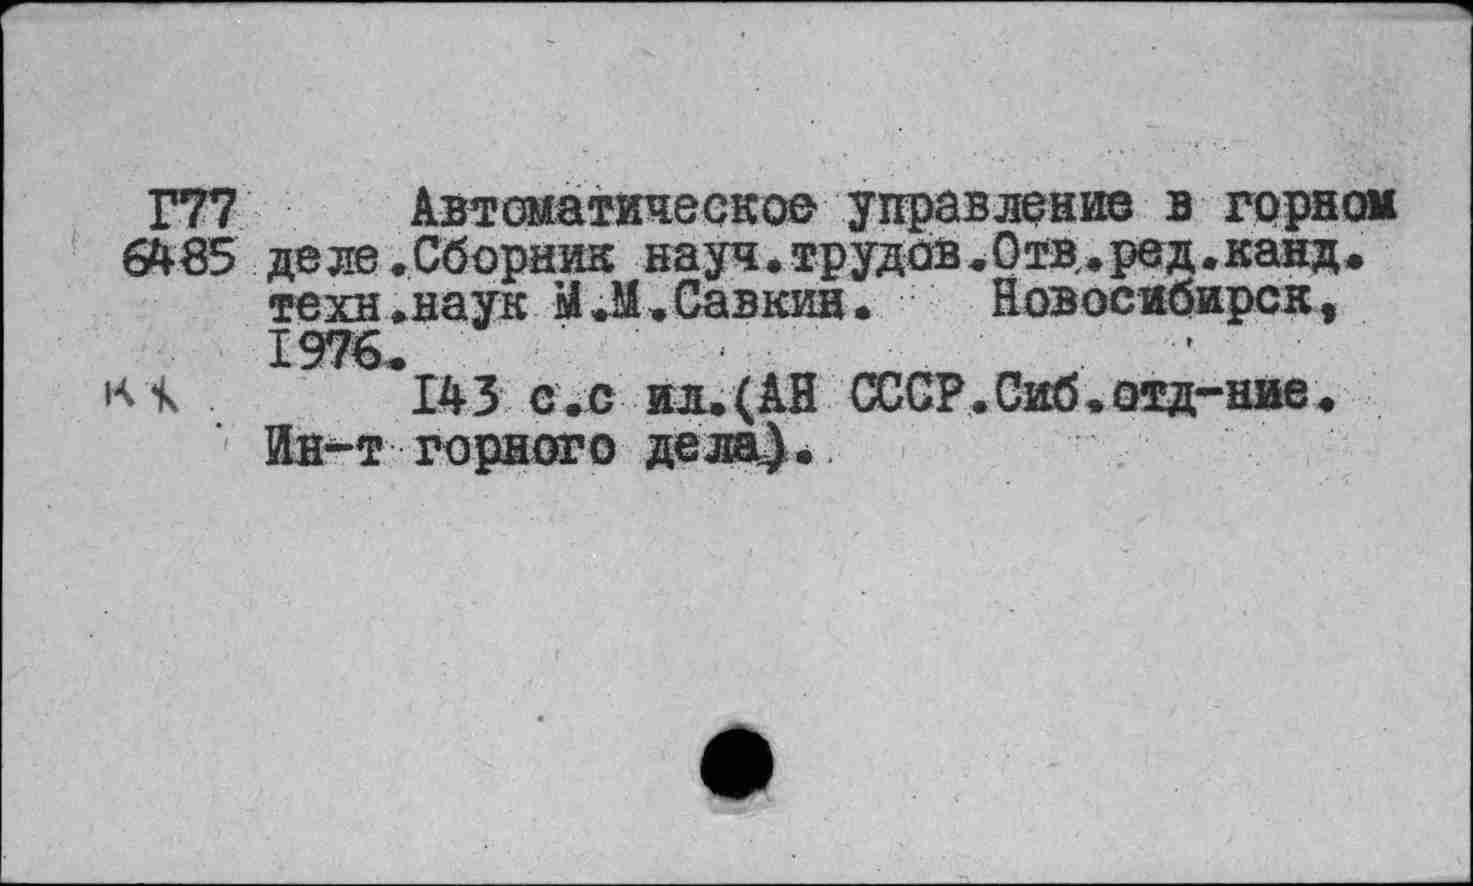 Г77 Автоматическое управление в горном
6А85 деле.Сборник науч.трудов.Отв.ред.канд.
техн.наук М.М.Савкин. Новосибирск,
1976.
143 с.с ил.(АН СССР.Сиб.отд-ние.
Ин-т горного дела).